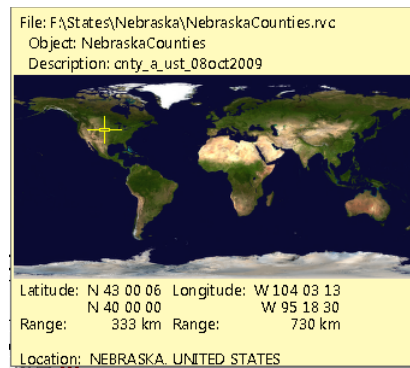 File: F:\States\Nebraska\NebraskaCounties.rvc
Object: NebraskaCounties
Description: cnty_a_ust_08oct2009
Latitude: N 43 00 06 Longitude: W 104 03 13
N 40 00 00 W 95 18 30
Range: 333 km Range: 730 km
Location: NEBRASKA, UNITED STATES